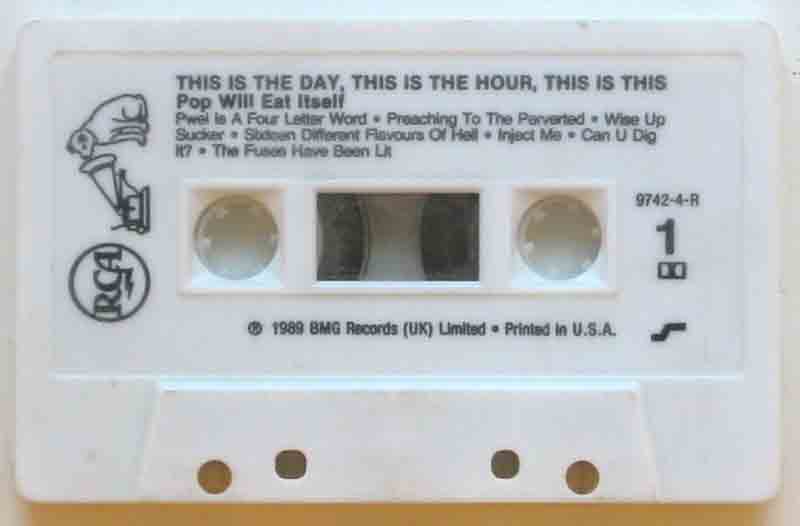 THIS IS THE DAY, THIS IS THE HOUR, THIS IS THIS
Pop Will Eat Itself
Pwei Is A Four Letter Word • Preaching To The Perverted • Wise Up
Sucker • Sixteen Different Flavours Of Hell • Inject Me • Can U Dig
It? • The Fuses Have Been Lit
9742-4-R
1
RCA
℗ 1989 BMG Records (UK) Limited • Printed in U.S.A.